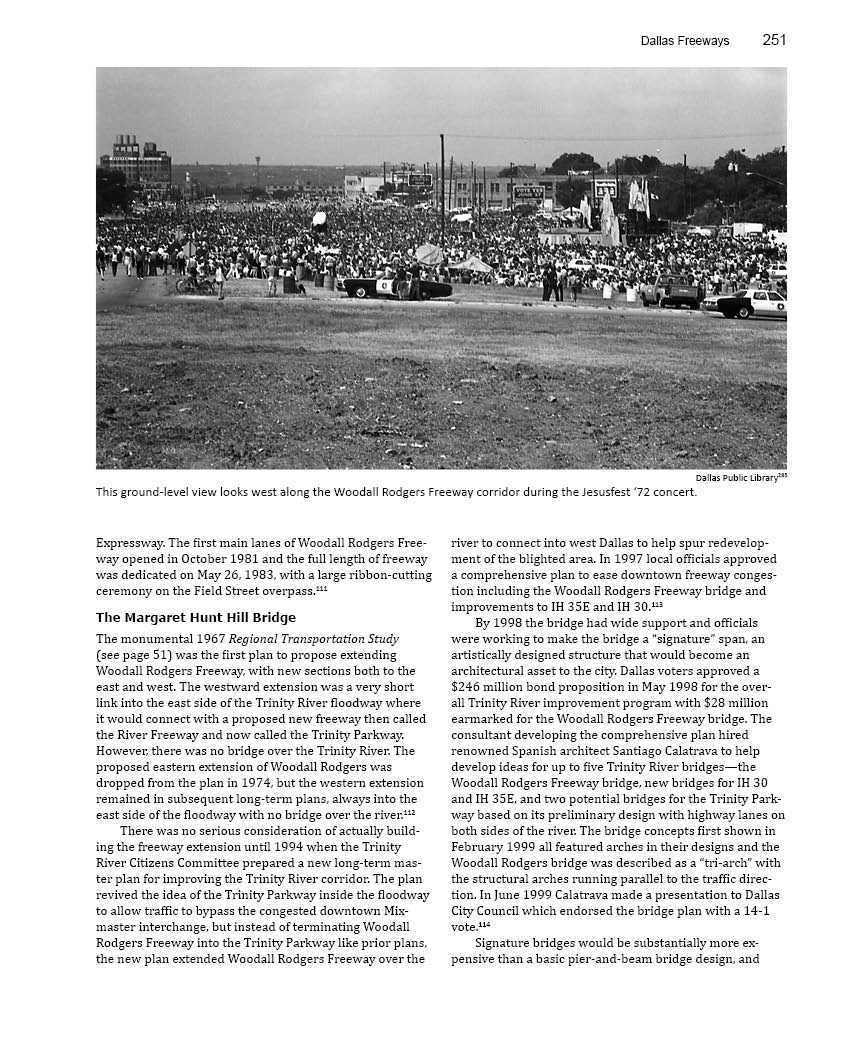 Dallas Freeways 251
VOTE YES
Dallas Public Library²⁸⁵
This ground-level view looks west along the Woodall Rodgers Freeway corridor during the Jesusfest ‘72 concert.
Expressway. The first main lanes of Woodall Rodgers Free-
way opened in October 1981 and the full length of freeway
was dedicated on May 26, 1983, with a large ribbon-cutting
ceremony on the Field Street overpass.¹¹¹
The Margaret Hunt Hill Bridge
The monumental 1967 Regional Transportation Study
(see page 51) was the first plan to propose extending
Woodall Rodgers Freeway, with new sections both to the
east and west. The westward extension was a very short
link into the east side of the Trinity River floodway where
it would connect with a proposed new freeway then called
the River Freeway and now called the Trinity Parkway.
However, there was no bridge over the Trinity River. The
proposed eastern extension of Woodall Rodgers was
dropped from the plan in 1974, but the western extension
remained in subsequent long-term plans, always into the
east side of the floodway with no bridge over the river.¹¹²
There was no serious consideration of actually build-
ing the freeway extension until 1994 when the Trinity
River Citizens Committee prepared a new long-term mas-
ter plan for improving the Trinity River corridor. The plan
revived the idea of the Trinity Parkway inside the floodway
to allow traffic to bypass the congested downtown Mix-
master interchange, but instead of terminating Woodall
Rodgers Freeway into the Trinity Parkway like prior plans,
the new plan extended Woodall Rodgers Freeway over the
river to connect into west Dallas to help spur redevelop-
ment of the blighted area. In 1997 local officials approved
a comprehensive plan to ease downtown freeway conges-
tion including the Woodall Rodgers Freeway bridge and
improvements to IH 35E and IH 30.¹¹³
By 1998 the bridge had wide support and officials
were working to make the bridge a “signature” span, an
artistically designed structure that would become an
architectural asset to the city. Dallas voters approved a
$246 million bond proposition in May 1998 for the over-
all Trinity River improvement program with $28 million
earmarked for the Woodall Rodgers Freeway bridge. The
consultant developing the comprehensive plan hired
renowned Spanish architect Santiago Calatrava to help
develop ideas for up to five Trinity River bridges—the
Woodall Rodgers Freeway bridge, new bridges for IH 30
and IH 35E, and two potential bridges for the Trinity Park-
way based on its preliminary design with highway lanes on
both sides of the river. The bridge concepts first shown in
February 1999 all featured arches in their designs and the
Woodall Rodgers bridge was described as a “tri-arch” with
the structural arches running parallel to the traffic direc-
tion. In June 1999 Calatrava made a presentation to Dallas
City Council which endorsed the bridge plan with a 14-1
vote.¹¹⁴
Signature bridges would be substantially more ex-
pensive than a basic pier-and-beam bridge design, and